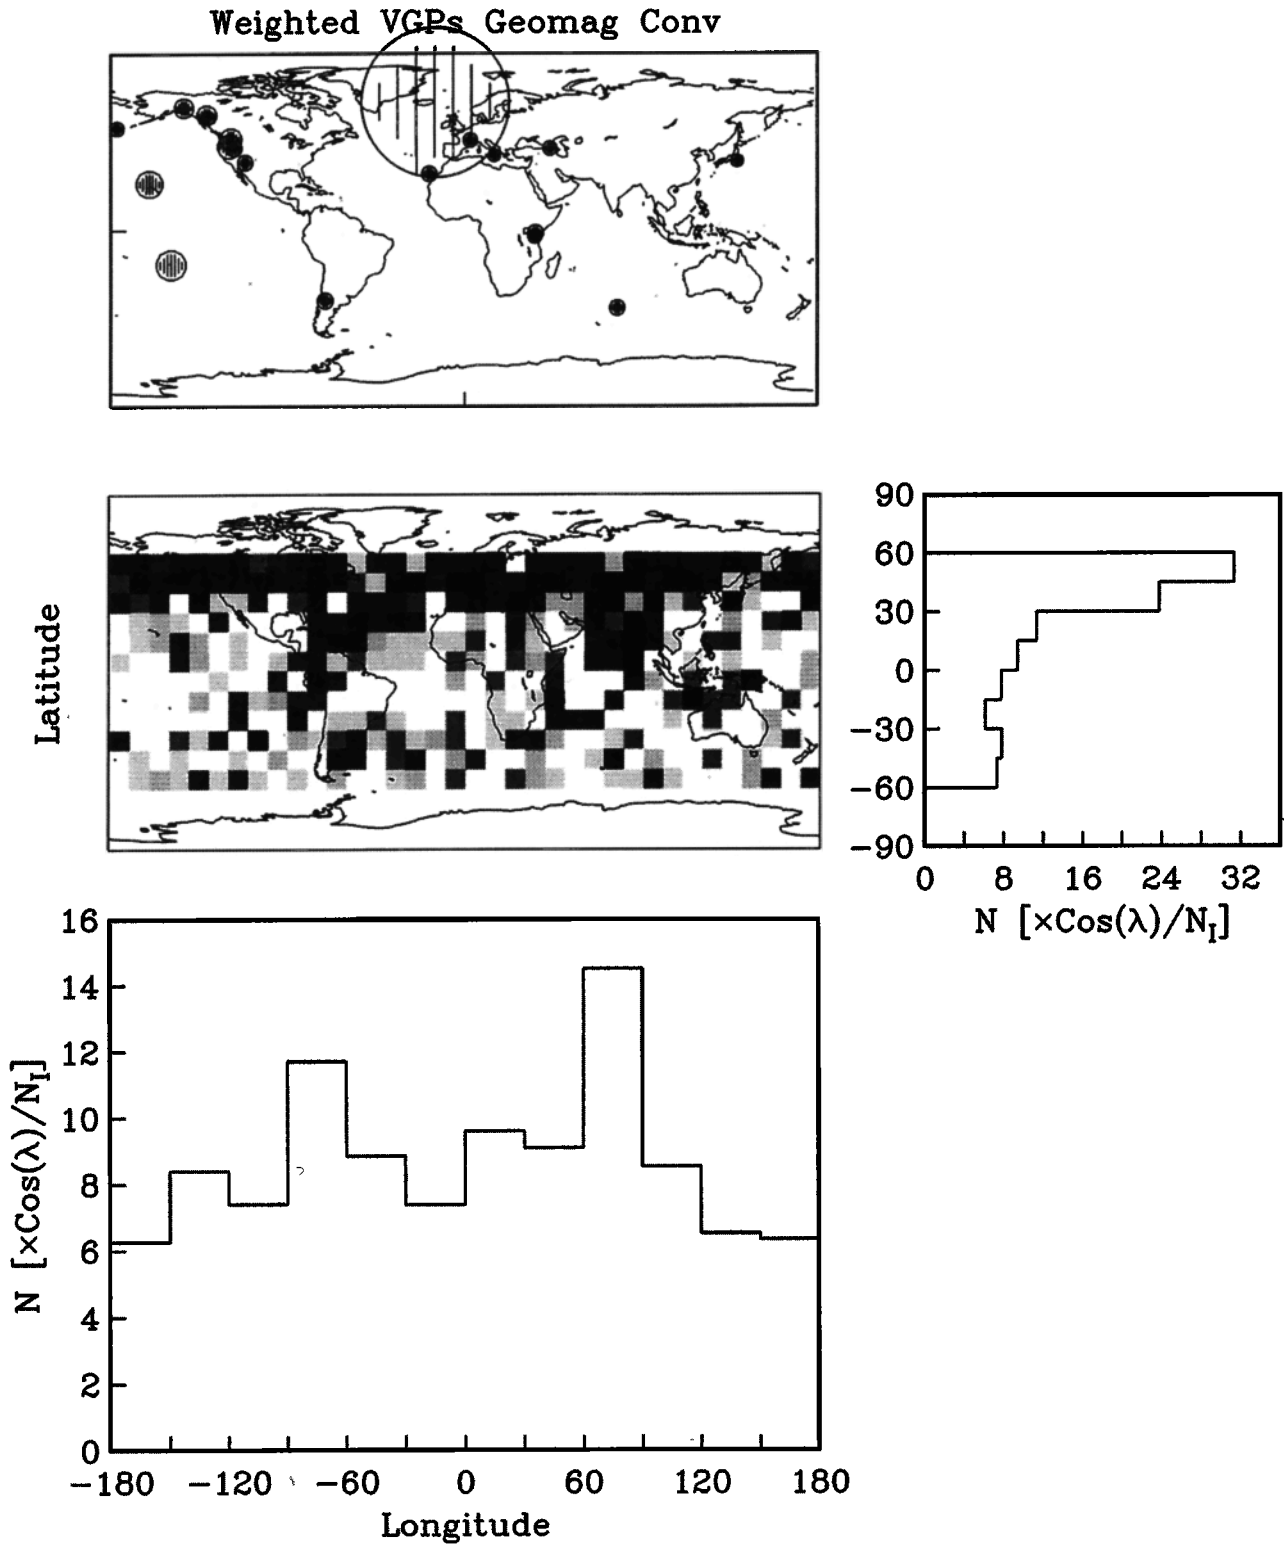 Weighted VGPs Geomag Conv
Latitude
90
60
30
0
−30
−60
−90
0 8 16 24 32
N [×Cos(λ)/N_I]
16
14
12
10
8
6
4
2
0
N [×Cos(λ)/N_I]
−180 −120 −60 0 60 120 180
Longitude